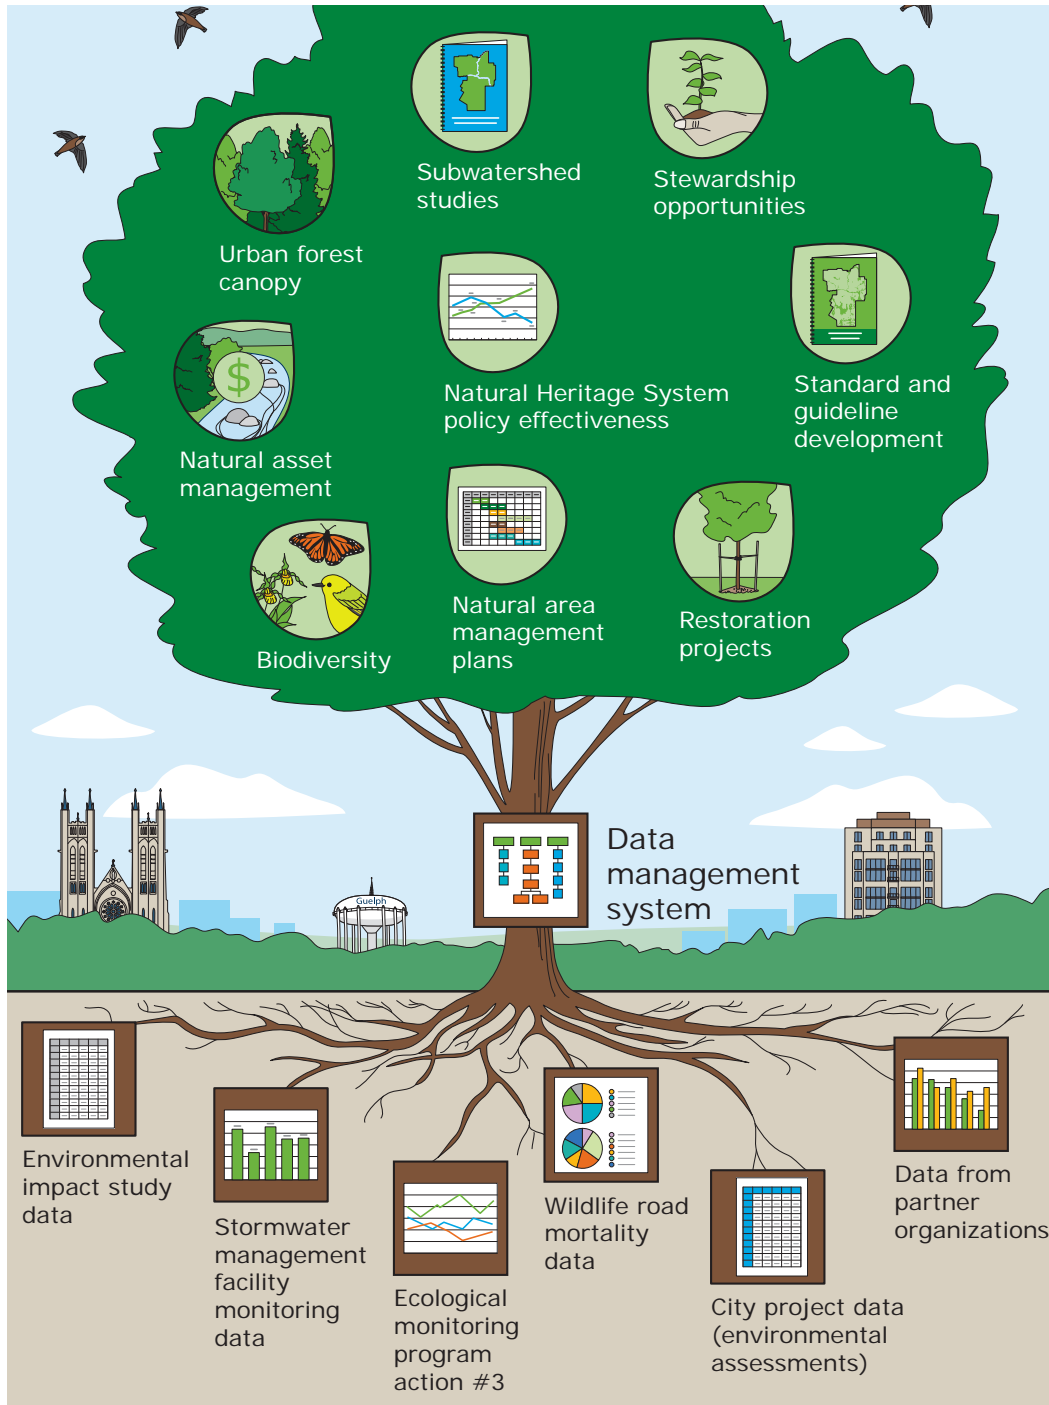 Subwatershed
studies
Stewardship
opportunities
Urban forest
canopy
Natural Heritage System
policy effectiveness
Standard and
guideline
development
$
Natural asset
management
Natural area
management
plans
Restoration
projects
Biodiversity
Data
management
system
Guelph
Environmental
impact study
data
Stormwater
management
facility
monitoring
data
Ecological
monitoring
program
action #3
Wildlife road
mortality
data
City project data
(environmental
assessments)
Data from
partner
organizations